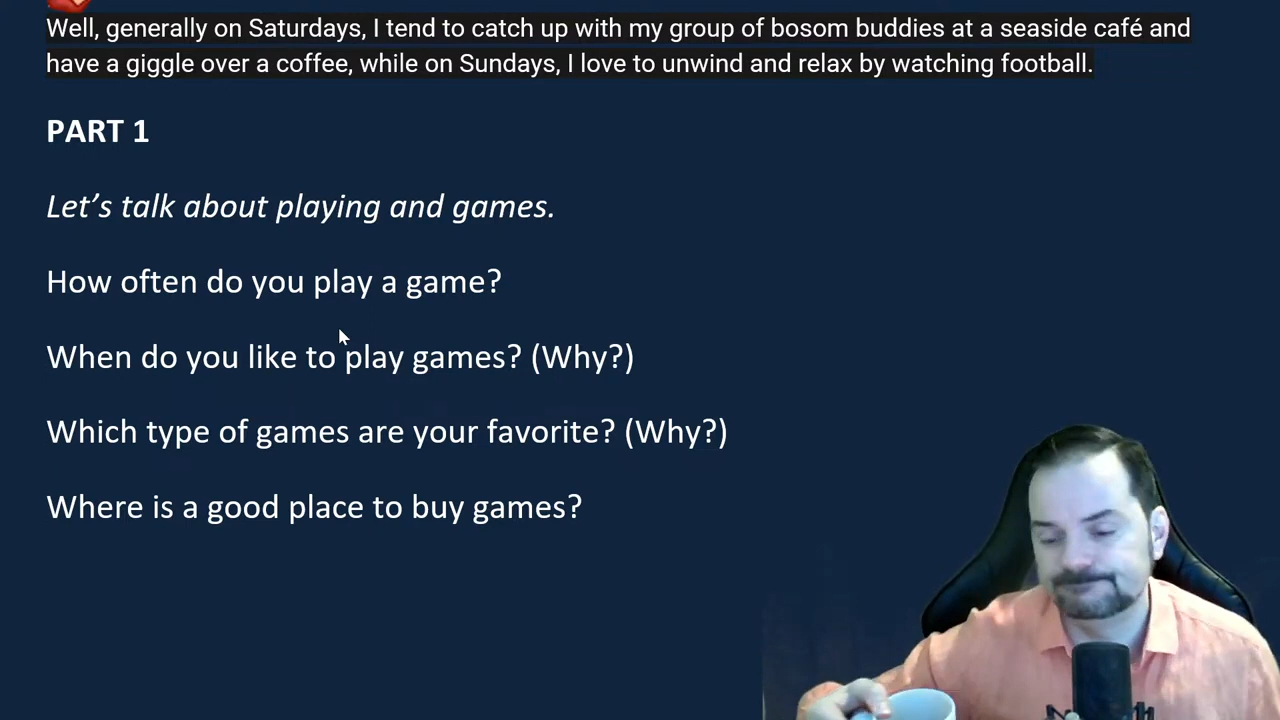 Well, generally on Saturdays, I tend to catch up with my group of bosom buddies at a seaside café and
have a giggle over a coffee, while on Sundays, I love to unwind and relax by watching football.
PART 1
Let’s talk about playing and games.
How often do you play a game?
When do you like to play games? (Why?)
Which type of games are your favorite? (Why?)
Where is a good place to buy games?